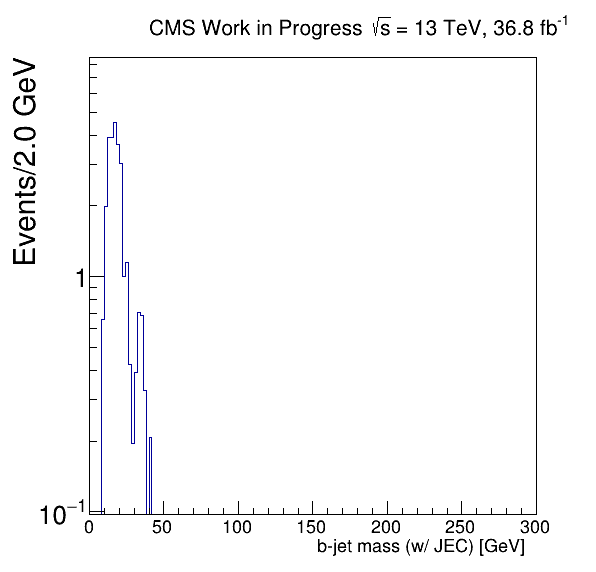 CMS Work in Progress √s = 13 TeV, 36.8 fb⁻¹
Events/2.0 GeV
1
10⁻¹
0 50 100 150 200 250 300
b-jet mass (w/ JEC) [GeV]